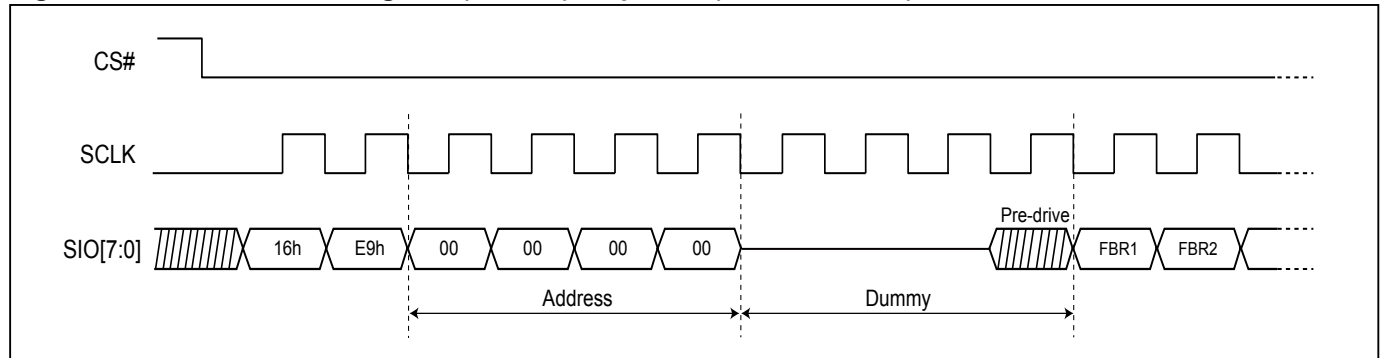 CS#
SCLK
Pre-drive
SIO[7:0] 16h E9h 00 00 00 00 FBR1 FBR2
Address Dummy